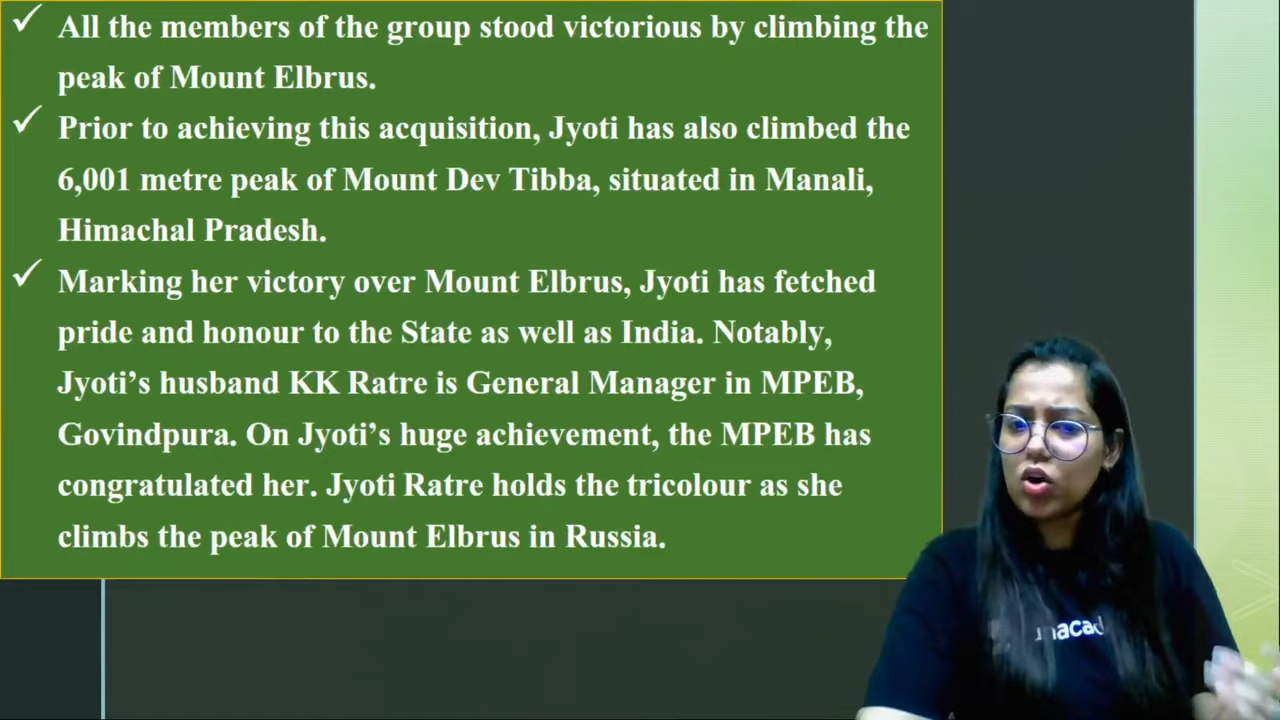 ✓ All the members of the group stood victorious by climbing the
peak of Mount Elbrus.
✓ Prior to achieving this acquisition, Jyoti has also climbed the
6,001 metre peak of Mount Dev Tibba, situated in Manali,
Himachal Pradesh.
✓ Marking her victory over Mount Elbrus, Jyoti has fetched
pride and honour to the State as well as India. Notably,
Jyoti’s husband KK Ratre is General Manager in MPEB,
Govindpura. On Jyoti’s huge achievement, the MPEB has
congratulated her. Jyoti Ratre holds the tricolour as she
climbs the peak of Mount Elbrus in Russia.